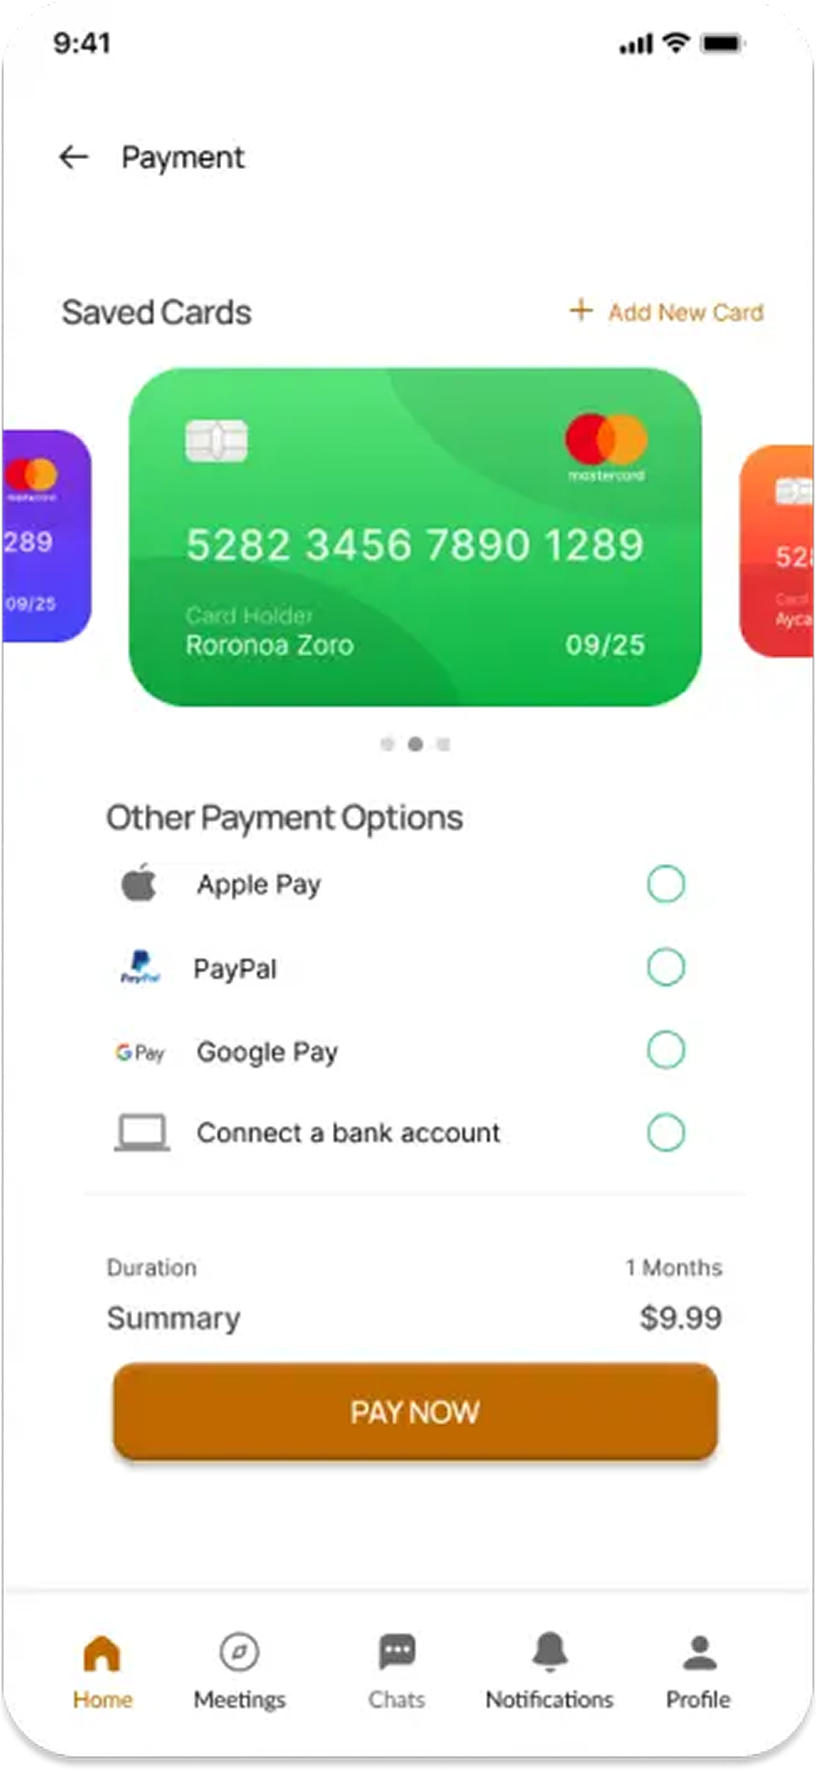 9:41
Payment
Saved Cards
+ Add New Card
mastercard
5282 3456 7890 1289
Card Holder
Roronoa Zoro 09/25
mastercard
289
09/25
528
Card
Ayca
Other Payment Options
Apple Pay
PayPal PayPal
G Pay Google Pay
Connect a bank account
Duration 1 Months
Summary $9.99
PAY NOW
Home Meetings Chats Notifications Profile